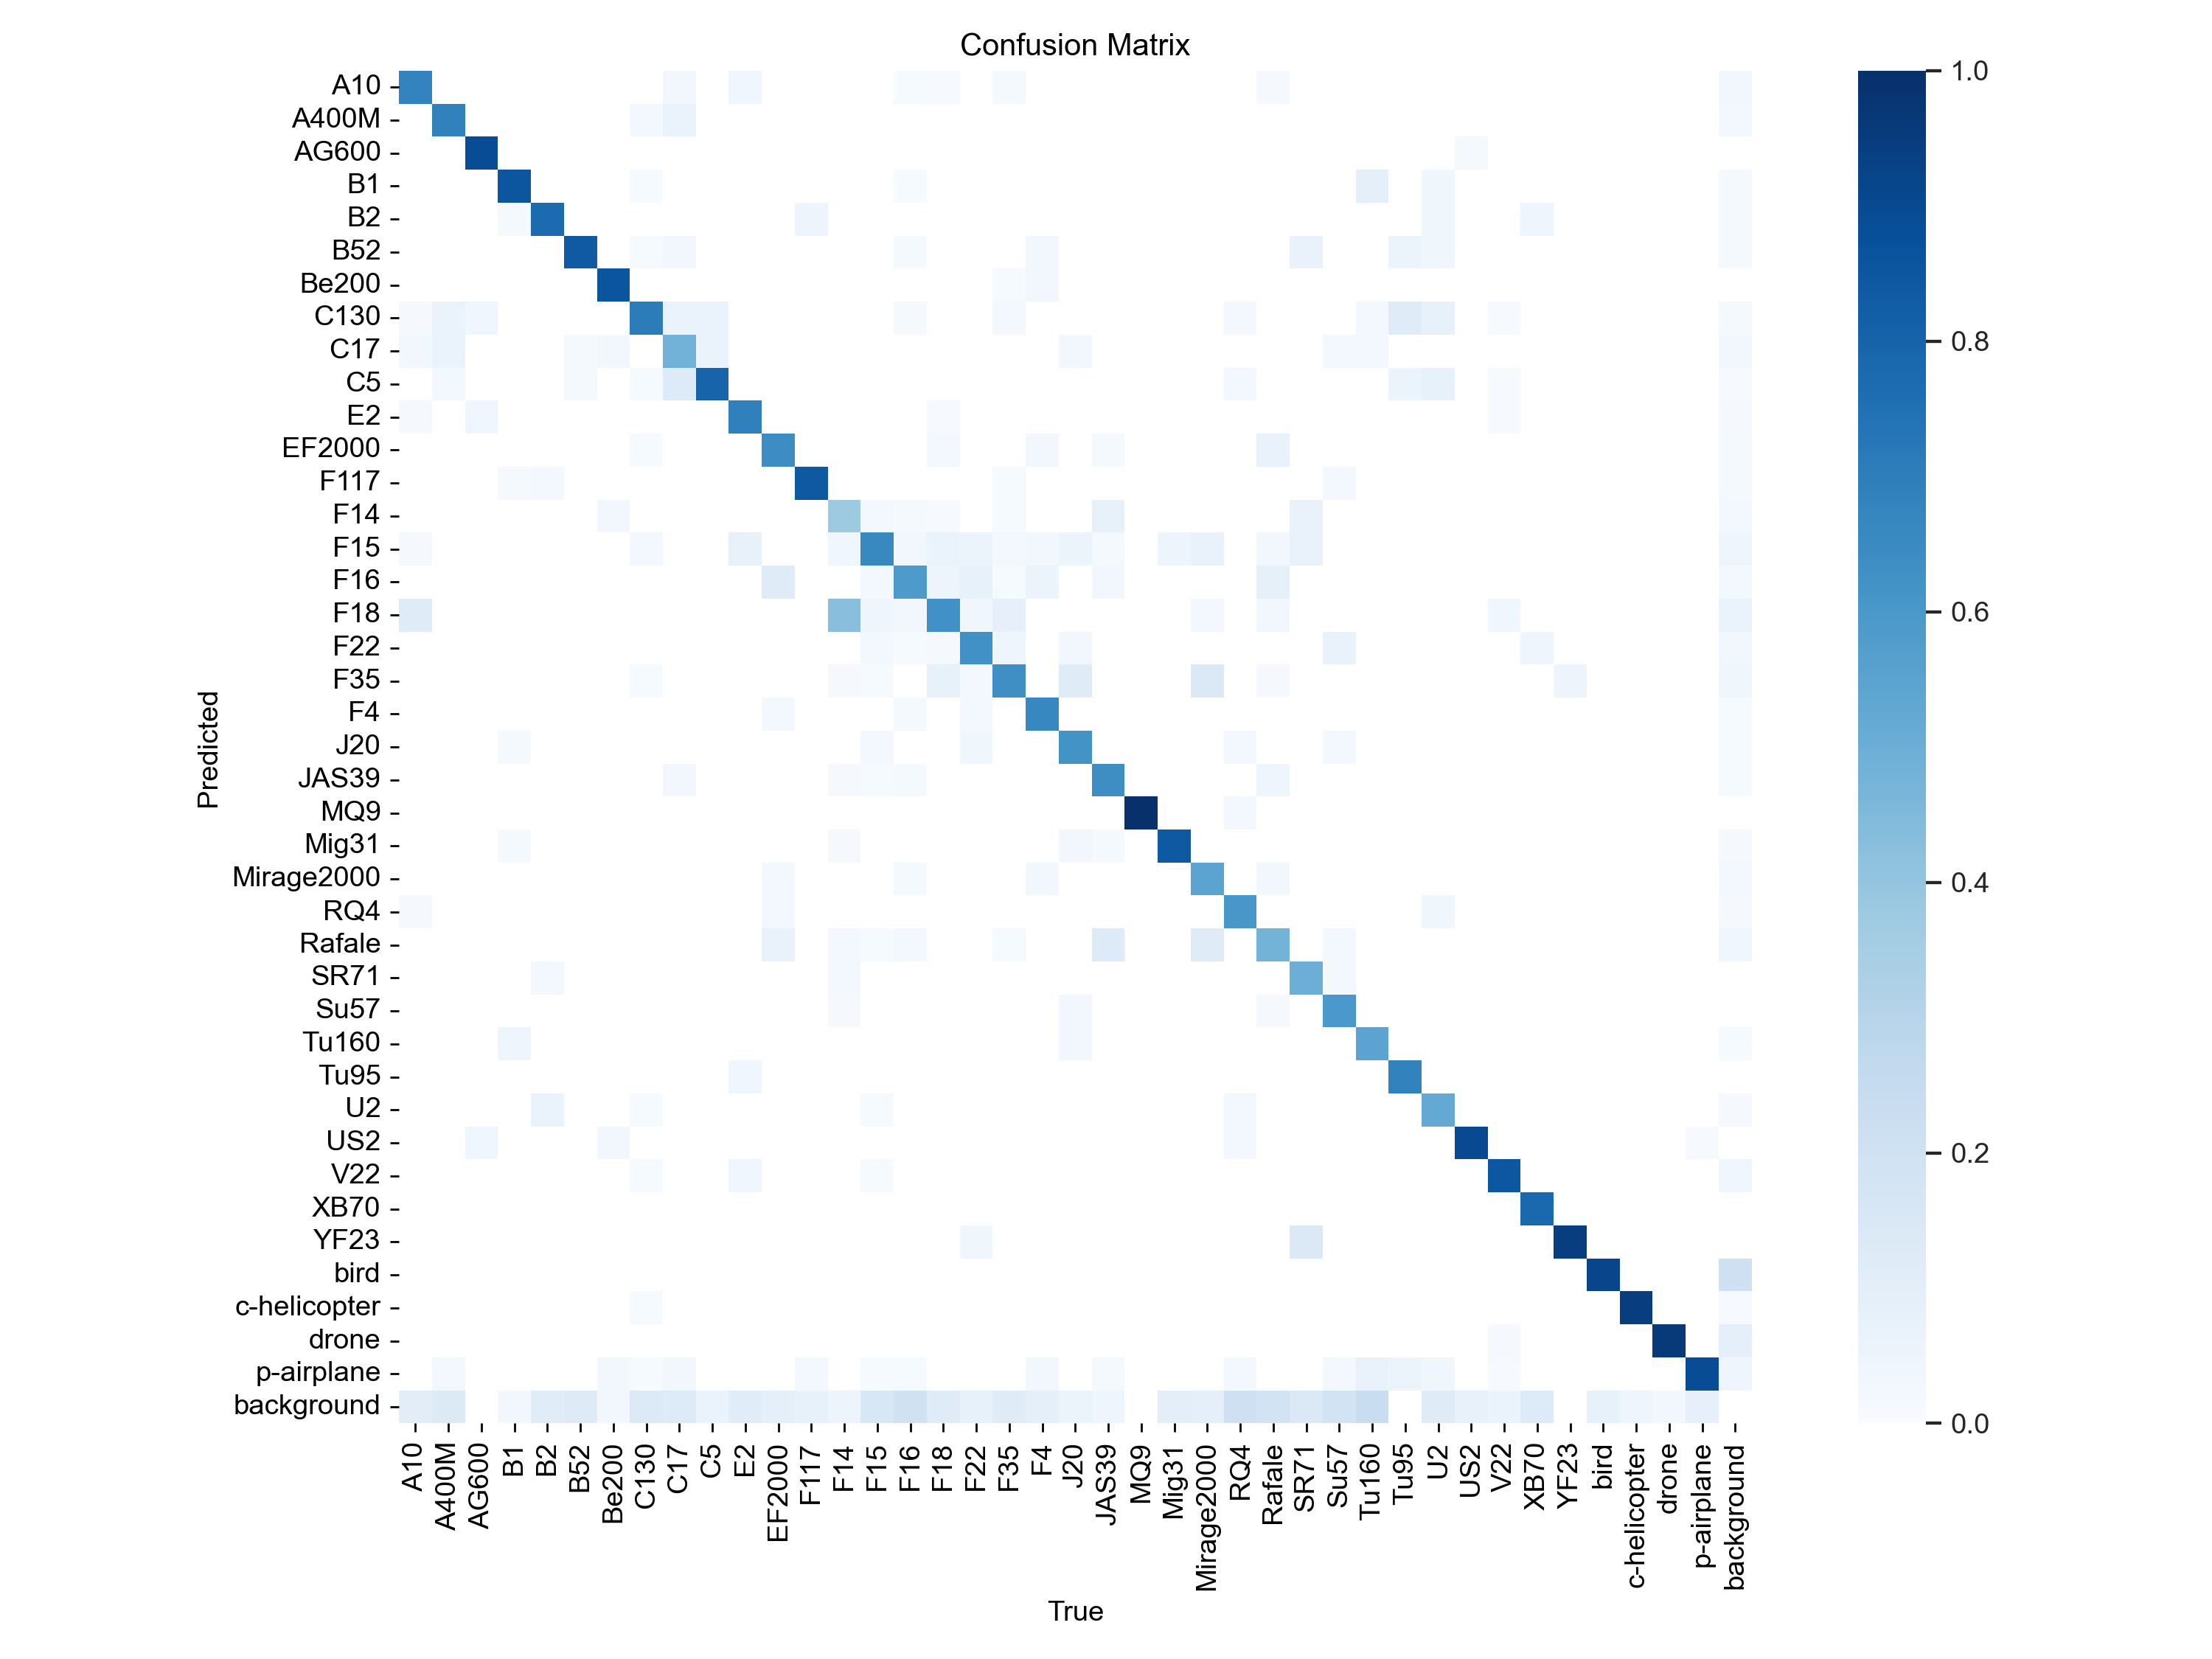 Confusion Matrix
Predicted
A10
A400M
AG600
B1
B2
B52
Be200
C130
C17
C5
E2
EF2000
F117
F14
F15
F16
F18
F22
F35
F4
J20
JAS39
MQ9
Mig31
Mirage2000
RQ4
Rafale
SR71
Su57
Tu160
Tu95
U2
US2
V22
XB70
YF23
bird
c-helicopter
drone
p-airplane
background
A10
A400M
AG600
B1
B2
B52
Be200
C130
C17
C5
E2
EF2000
F117
F14
F15
F16
F18
F22
F35
F4
J20
JAS39
MQ9
Mig31
Mirage2000
RQ4
Rafale
SR71
Su57
Tu160
Tu95
U2
US2
V22
XB70
YF23
bird
c-helicopter
drone
p-airplane
background
True
1.0
0.8
0.6
0.4
0.2
0.0